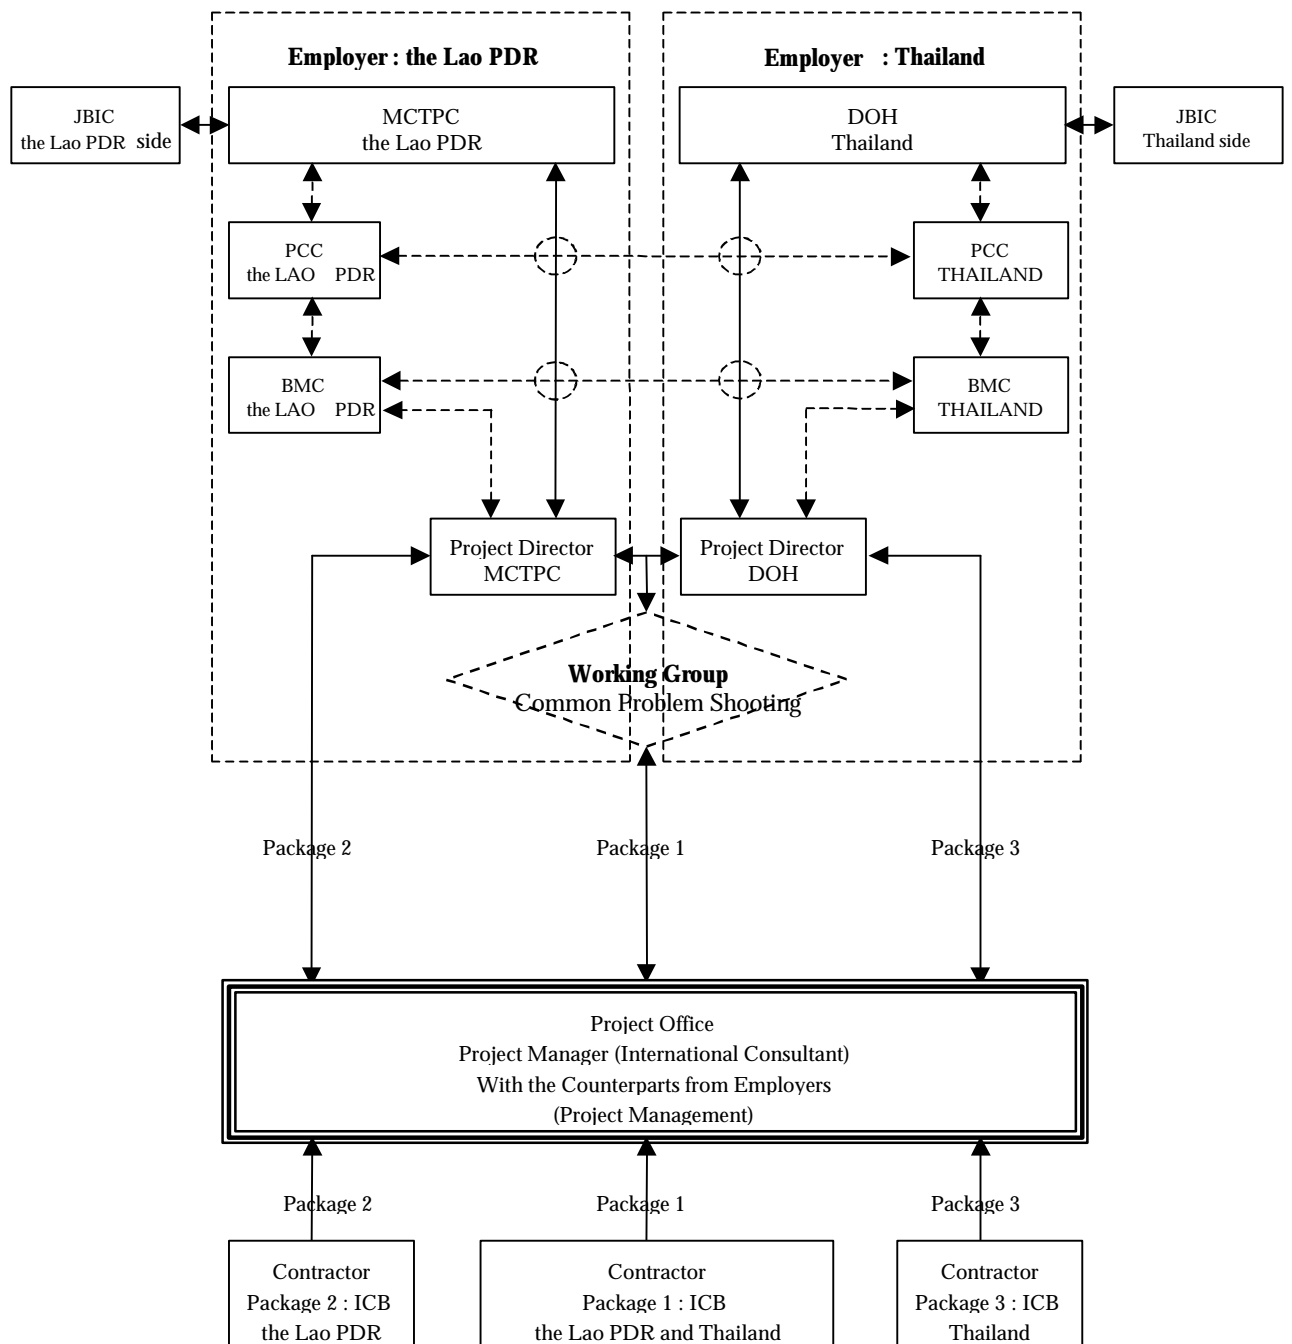 Employer : the Lao PDR
Employer : Thailand
JBIC
the Lao PDR side
MCTPC
the Lao PDR
DOH
Thailand
JBIC
Thailand side
PCC
the LAO PDR
PCC
THAILAND
BMC
the LAO PDR
BMC
THAILAND
Project Director
MCTPC
Project Director
DOH
Working Group
Common Problem Shooting
Package 2
Package 1
Package 3
Project Office
Project Manager (International Consultant)
With the Counterparts from Employers
(Project Management)
Package 2
Package 1
Package 3
Contractor
Package 2 : ICB
the Lao PDR
Contractor
Package 1 : ICB
the Lao PDR and Thailand
Contractor
Package 3 : ICB
Thailand